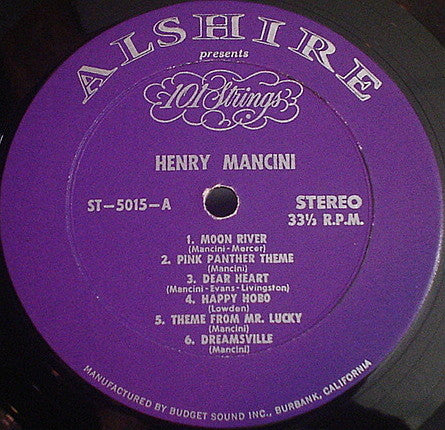 ALSHIRE
presents
101 Strings
HENRY MANCINI
ST-5015-A
STEREO
33⅓ R.P.M.
1. MOON RIVER
(Mancini-Mercer)
2. PINK PANTHER THEME
(Mancini)
3. DEAR HEART
(Mancini-Evans-Livingston)
4. HAPPY HOBO
(Lowden)
5. THEME FROM MR. LUCKY
(Mancini)
6. DREAMSVILLE
(Mancini)
MANUFACTURED BY BUDGET SOUND INC., BURBANK, CALIFORNIA